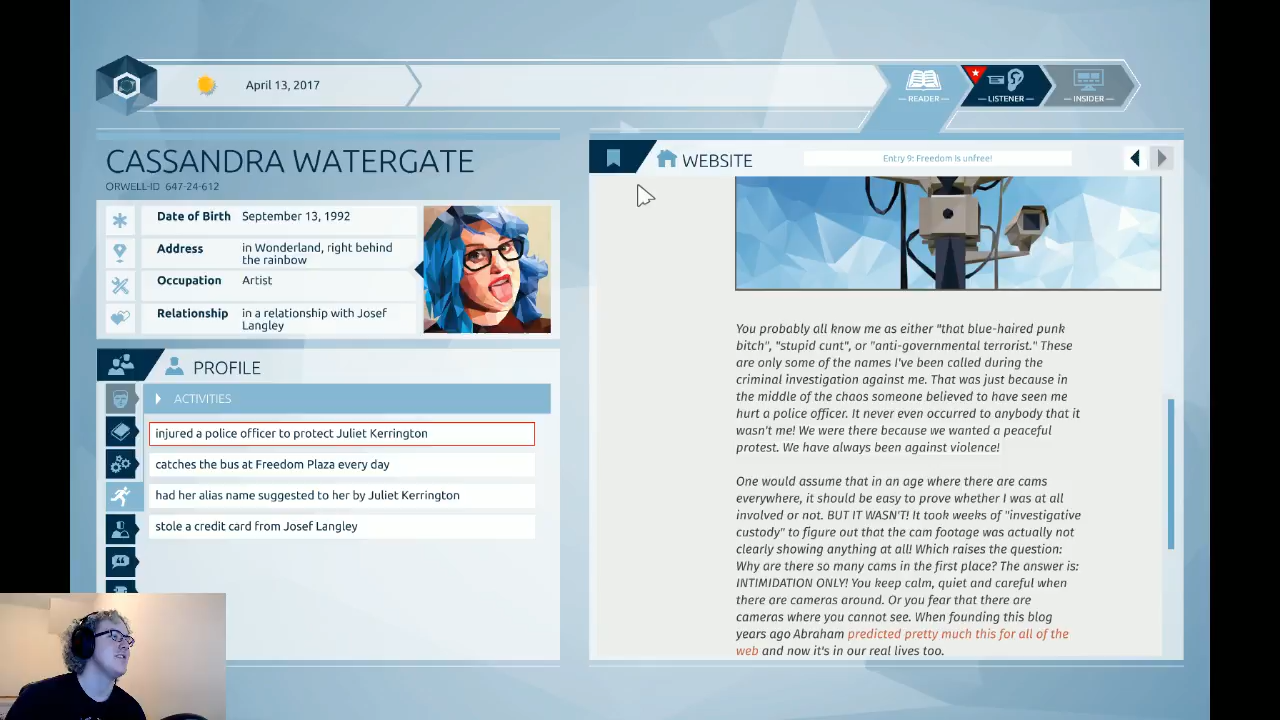 April 13, 2017
— READER —
— LISTENER —
— INSIDER —
CASSANDRA WATERGATE
ORWELL-ID 647-24-612
Date of Birth September 13, 1992
Address in Wonderland, right behind
the rainbow
Occupation Artist
Relationship in a relationship with Josef
Langley
PROFILE
ACTIVITIES
injured a police officer to protect Juliet Kerrington
catches the bus at Freedom Plaza every day
had her alias name suggested to her by Juliet Kerrington
stole a credit card from Josef Langley
WEBSITE
Entry 9: Freedom is unfree!
You probably all know me as either "that blue-haired punk
bitch", "stupid cunt", or "anti-governmental terrorist." These
are only some of the names I've been called during the
criminal investigation against me. That was just because in
the middle of the chaos someone believed to have seen me
hurt a police officer. It never even occurred to anybody that it
wasn't me! We were there because we wanted a peaceful
protest. We have always been against violence!
One would assume that in an age where there are cams
everywhere, it should be easy to prove whether I was at all
involved or not. BUT IT WASN'T! It took weeks of "investigative
custody" to figure out that the cam footage was actually not
clearly showing anything at all! Which raises the question:
Why are there so many cams in the first place? The answer is:
INTIMIDATION ONLY! You keep calm, quiet and careful when
there are cameras around. Or you fear that there are
cameras where you cannot see. When founding this blog
years ago Abraham predicted pretty much this for all of the
web and now it's in our real lives too.